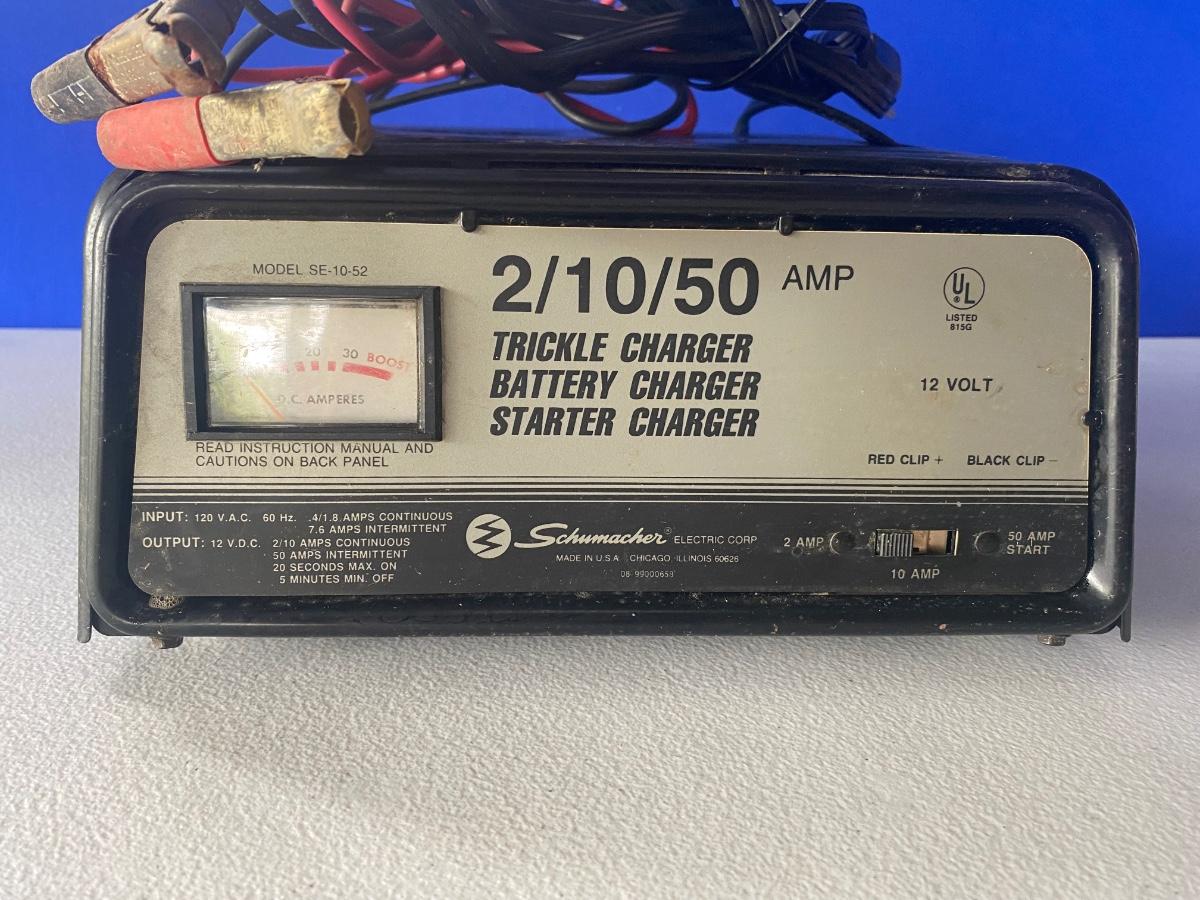 MODEL SE-10-52
20 30 BOOST
D.C. AMPERES
READ INSTRUCTION MANUAL AND
CAUTIONS ON BACK PANEL
2/10/50 AMP
TRICKLE CHARGER
BATTERY CHARGER
STARTER CHARGER
UL
®
LISTED
815G
12 VOLT
RED CLIP + BLACK CLIP –
INPUT: 120 V.A.C. 60 Hz. .4/1.8 AMPS CONTINUOUS
7.6 AMPS INTERMITTENT
OUTPUT: 12 V.D.C. 2/10 AMPS CONTINUOUS
50 AMPS INTERMITTENT
20 SECONDS MAX. ON
5 MINUTES MIN. OFF
Schumacher® ELECTRIC CORP
MADE IN U.S.A. CHICAGO ILLINOIS 60626
08-99000658
2 AMP
10 AMP
50 AMP
START